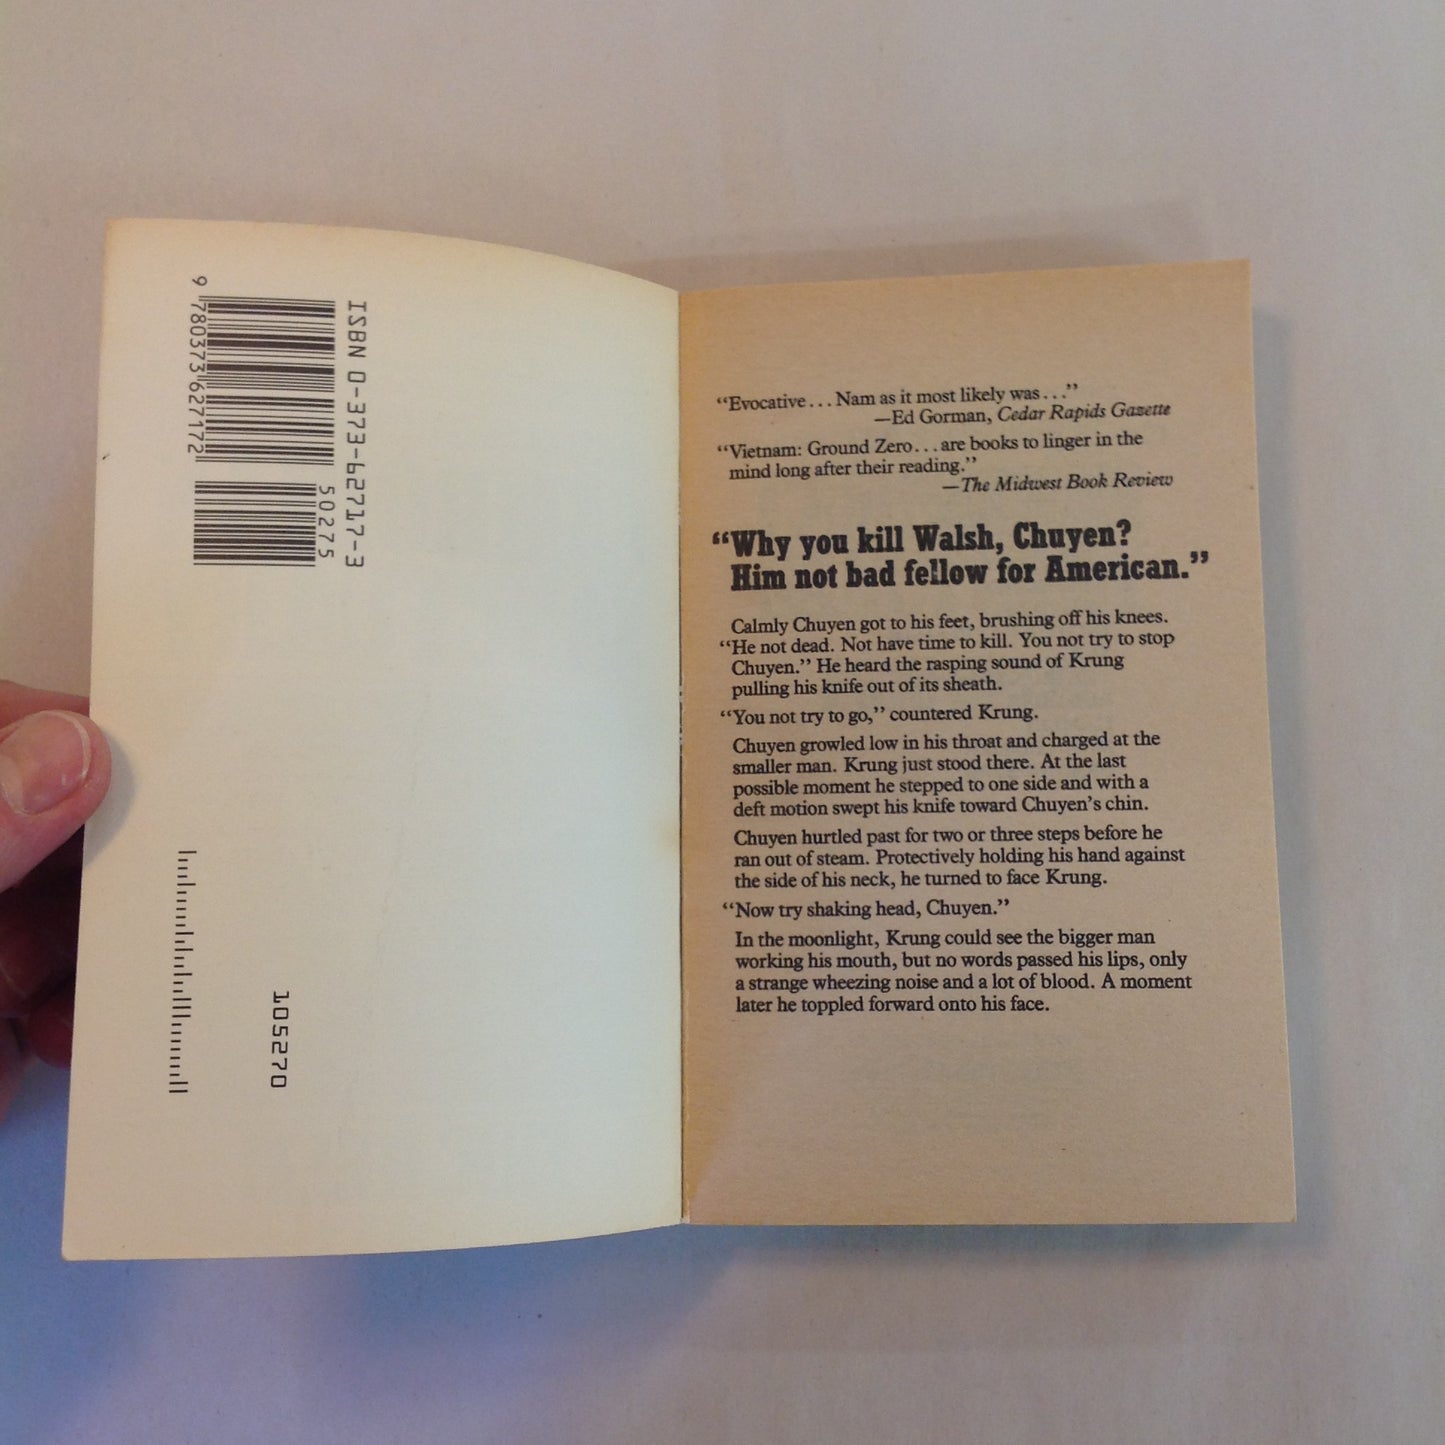 ISBN 0-373-62717-3
50275
9 780373 627172
105270
“Evocative . . . Nam as it most likely was . . .”
—Ed Gorman, Cedar Rapids Gazette
“Vietnam: Ground Zero . . . are books to linger in the
mind long after their reading.”
—The Midwest Book Review
“Why you kill Walsh, Chuyen?
Him not bad fellow for American.”
Calmly Chuyen got to his feet, brushing off his knees.
“He not dead. Not have time to kill. You not try to stop
Chuyen.” He heard the rasping sound of Krung
pulling his knife out of its sheath.
“You not try to go,” countered Krung.
Chuyen growled low in his throat and charged at the
smaller man. Krung just stood there. At the last
possible moment he stepped to one side and with a
deft motion swept his knife toward Chuyen’s chin.
Chuyen hurtled past for two or three steps before he
ran out of steam. Protectively holding his hand against
the side of his neck, he turned to face Krung.
“Now try shaking head, Chuyen.”
In the moonlight, Krung could see the bigger man
working his mouth, but no words passed his lips, only
a strange wheezing noise and a lot of blood. A moment
later he toppled forward onto his face.